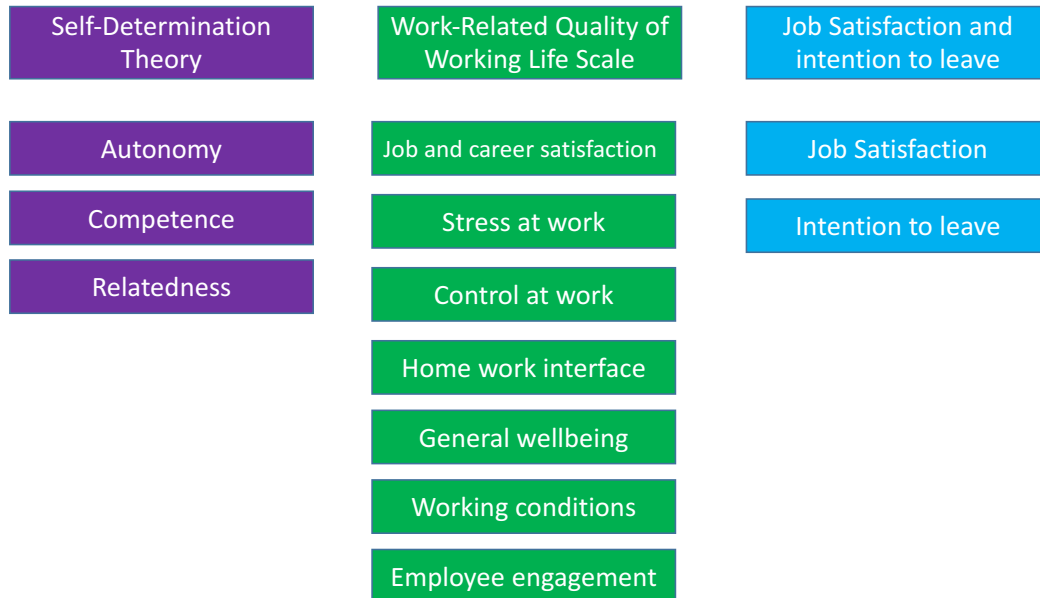 Self-Determination
Theory
Work-Related Quality of
Working Life Scale
Job Satisfaction and
intention to leave
Autonomy
Competence
Relatedness
Job and career satisfaction
Stress at work
Control at work
Home work interface
General wellbeing
Working conditions
Employee engagement
Job Satisfaction
Intention to leave